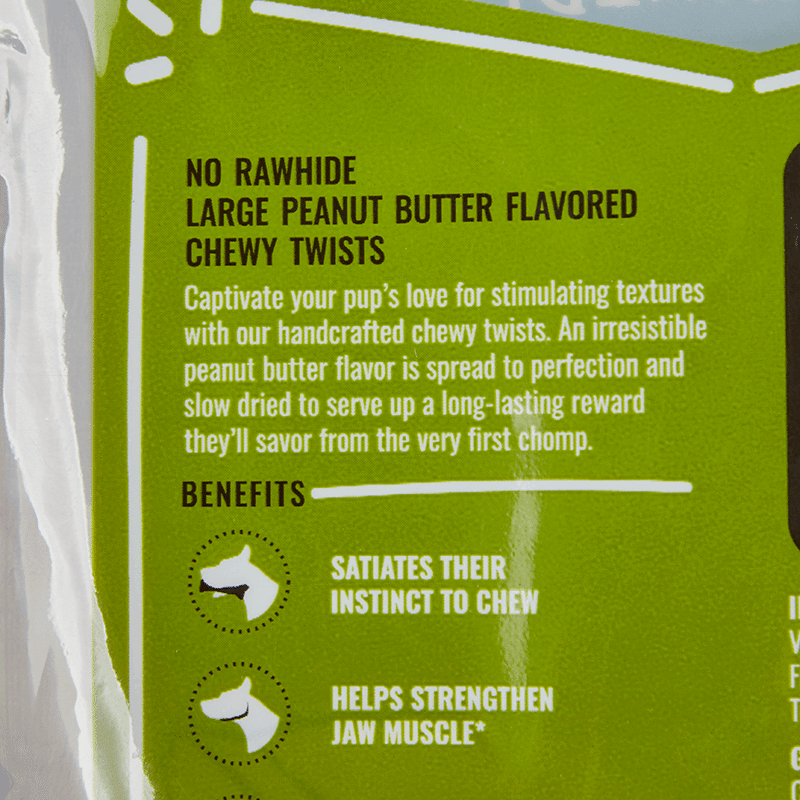 NO RAWHIDE
LARGE PEANUT BUTTER FLAVORED
CHEWY TWISTS
Captivate your pup's love for stimulating textures
with our handcrafted chewy twists. An irresistible
peanut butter flavor is spread to perfection and
slow dried to serve up a long-lasting reward
they'll savor from the very first chomp.
BENEFITS
SATIATES THEIR
INSTINCT TO CHEW
HELPS STRENGTHEN
JAW MUSCLE*